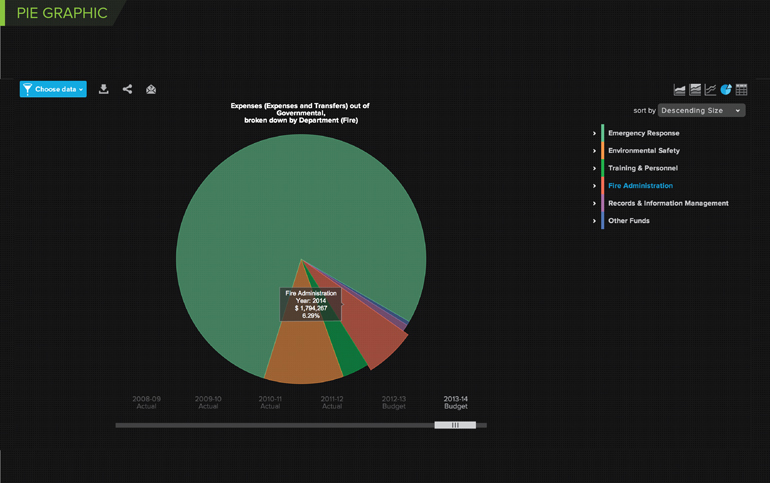 PIE GRAPHIC
Choose data
sort by Descending Size
Expenses (Expenses and Transfers) out of
Governmental,
broken down by Department (Fire)
Emergency Response
Environmental Safety
Training & Personnel
Fire Administration
Records & Information Management
Other Funds
Fire Administration
Year: 2014
$ 1,794,267
6.29%
2008-09 2009-10 2010-11 2011-12 2012-13 2013-14
Actual Actual Actual Actual Budget Budget